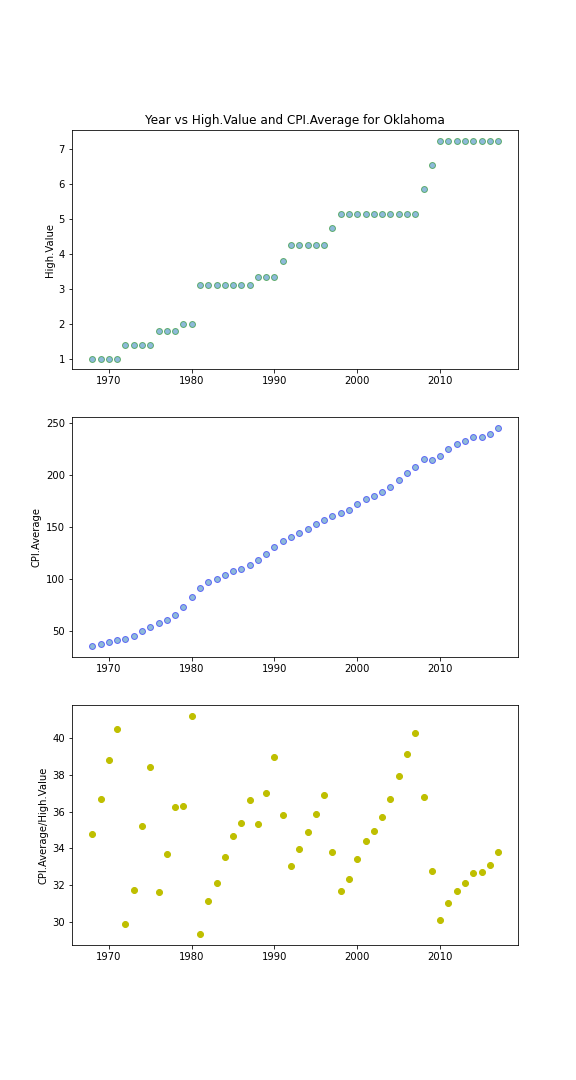 Year vs High.Value and CPI.Average for Oklahoma
High.Value
7
6
5
4
3
2
1
1970 1980 1990 2000 2010
CPI.Average
250
200
150
100
50
1970 1980 1990 2000 2010
CPI.Average/High.Value
40
38
36
34
32
30
1970 1980 1990 2000 2010